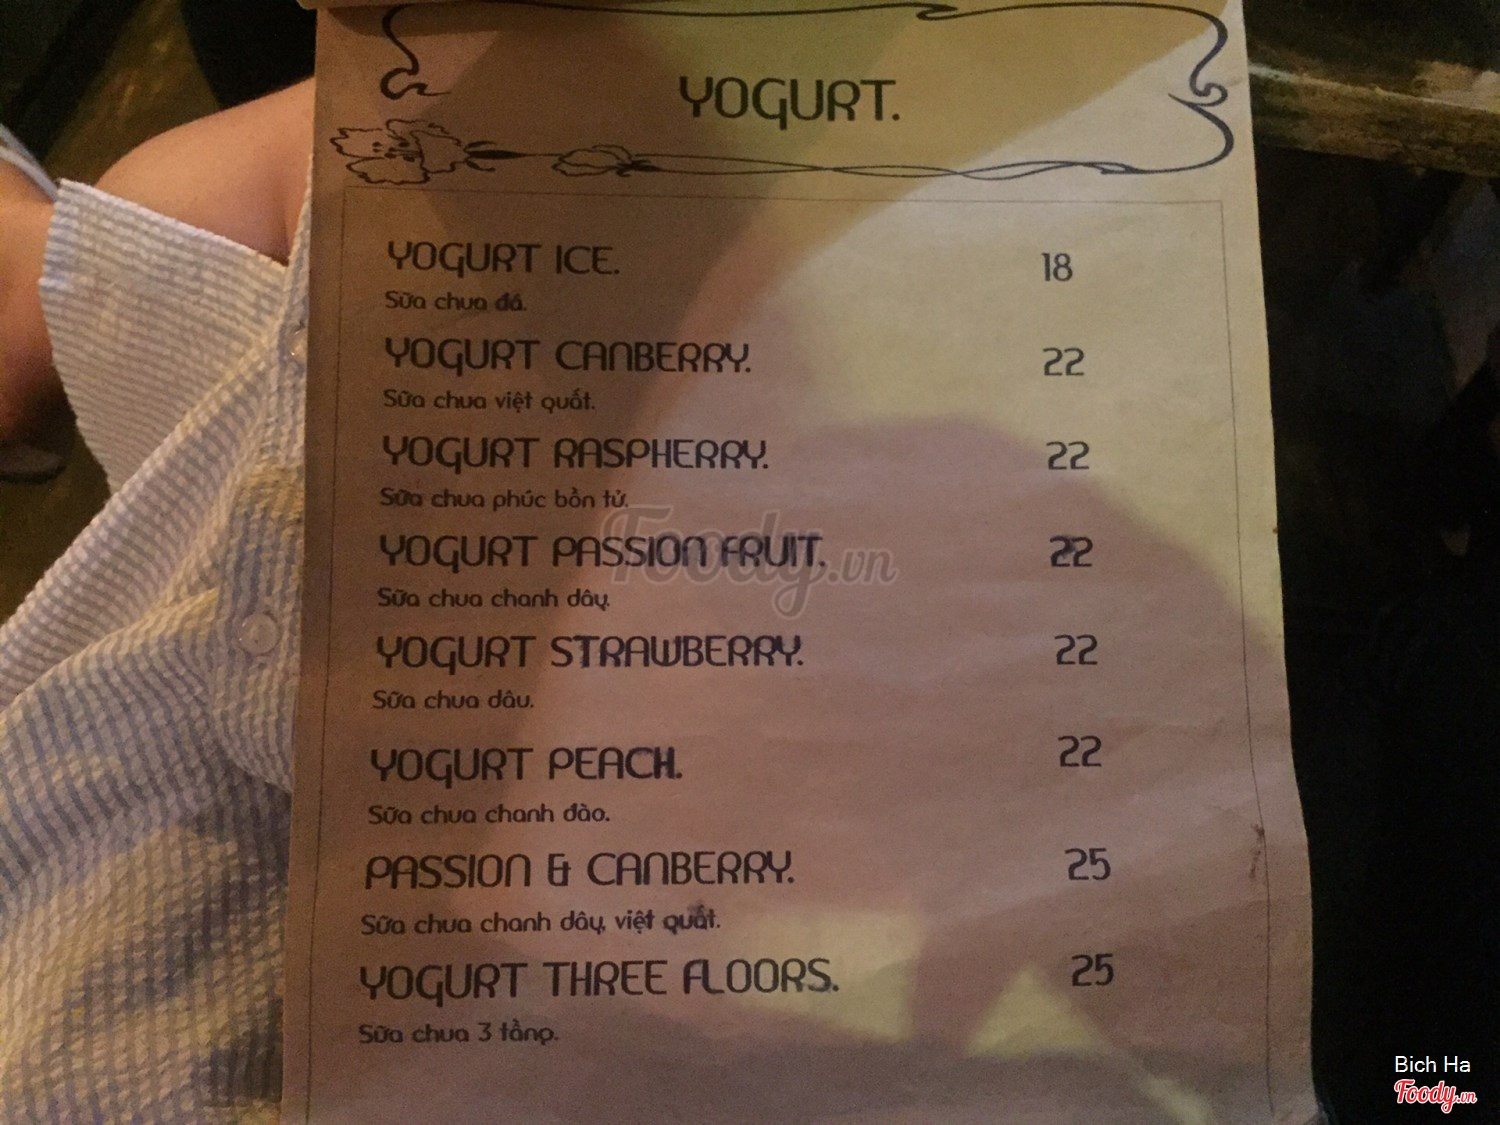 YOGURT.
YOGURT ICE. 18
Sữa chua đá.
YOGURT CANBERRY. 22
Sữa chua việt quất.
YOGURT RASPHERRY. 22
Sữa chua phúc bồn tử.
YOGURT PASSION FRUIT. 22
Foody.vn
Sữa chua chanh dây.
YOGURT STRAWBERRY. 22
Sữa chua dâu.
YOGURT PEACH. 22
Sữa chua chanh đào.
PASSION & CANBERRY. 25
Sữa chua chanh dây, việt quất.
YOGURT THREE FLOORS. 25
Sữa chua 3 tầng.
Bich Ha
Foody.vn